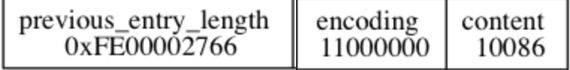 previous_entry_length encoding content
0xFE00002766 11000000 10086